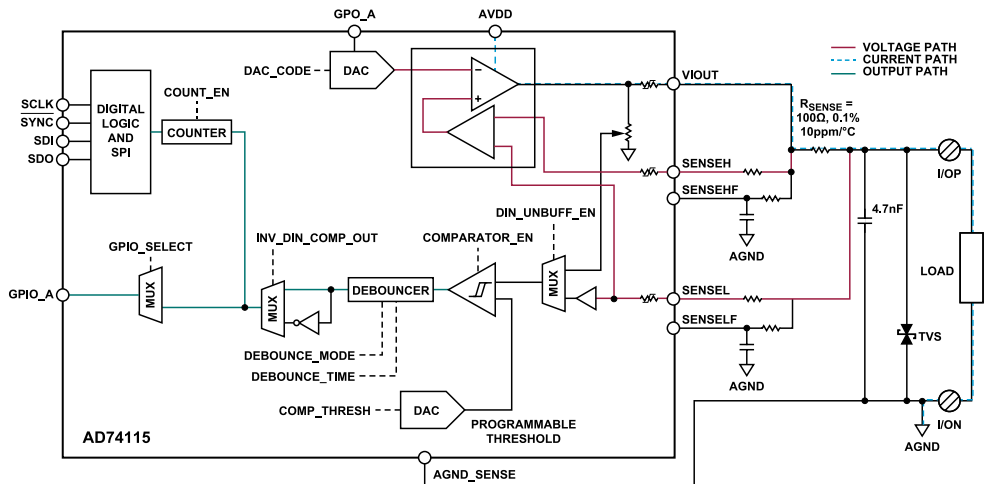 GPO_A
AVDD
VOLTAGE PATH
CURRENT PATH
OUTPUT PATH
DAC_CODE
DAC
−
+
VIOUT
SCLK
SYNC
SDI
SDO
DIGITAL
LOGIC
AND
SPI
COUNT_EN
COUNTER
RSENSE =
100Ω, 0.1%
10ppm/°C
I/OP
SENSEH
SENSEHF
AGND
4.7nF
LOAD
GPIO_SELECT
INV_DIN_COMP_OUT
COMPARATOR_EN
DIN_UNBUFF_EN
GPIO_A
MUX
MUX
DEBOUNCER
MUX
SENSEL
SENSELF
AGND
TVS
DEBOUNCE_MODE
DEBOUNCE_TIME
COMP_THRESH
DAC
PROGRAMMABLE
THRESHOLD
I/ON
AGND
AD74115
AGND_SENSE